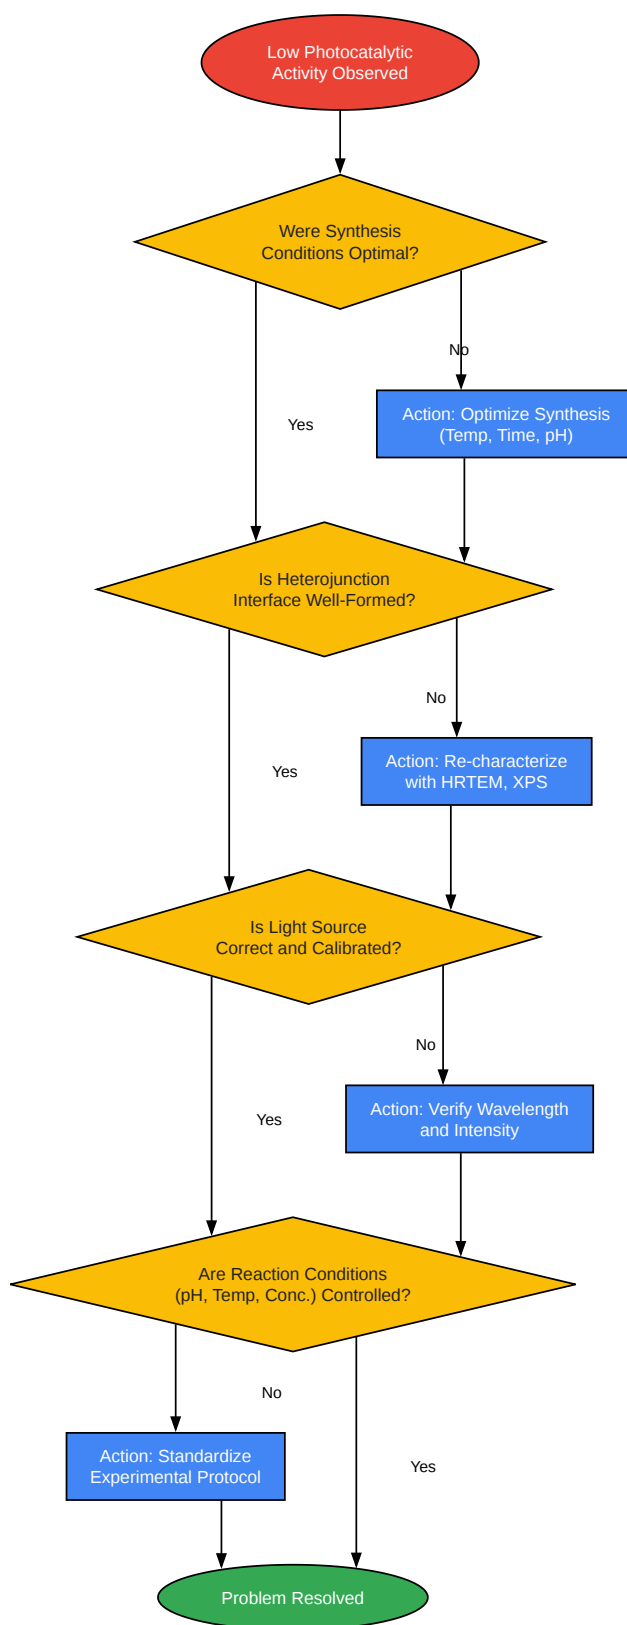 Low Photocatalytic
Activity Observed
Were Synthesis
Conditions Optimal?
No
Action: Optimize Synthesis
(Temp, Time, pH)
Yes
Is Heterojunction
Interface Well-Formed?
No
Action: Re-characterize
with HRTEM, XPS
Yes
Is Light Source
Correct and Calibrated?
No
Action: Verify Wavelength
and Intensity
Yes
Are Reaction Conditions
(pH, Temp, Conc.) Controlled?
No
Action: Standardize
Experimental Protocol
Yes
Problem Resolved